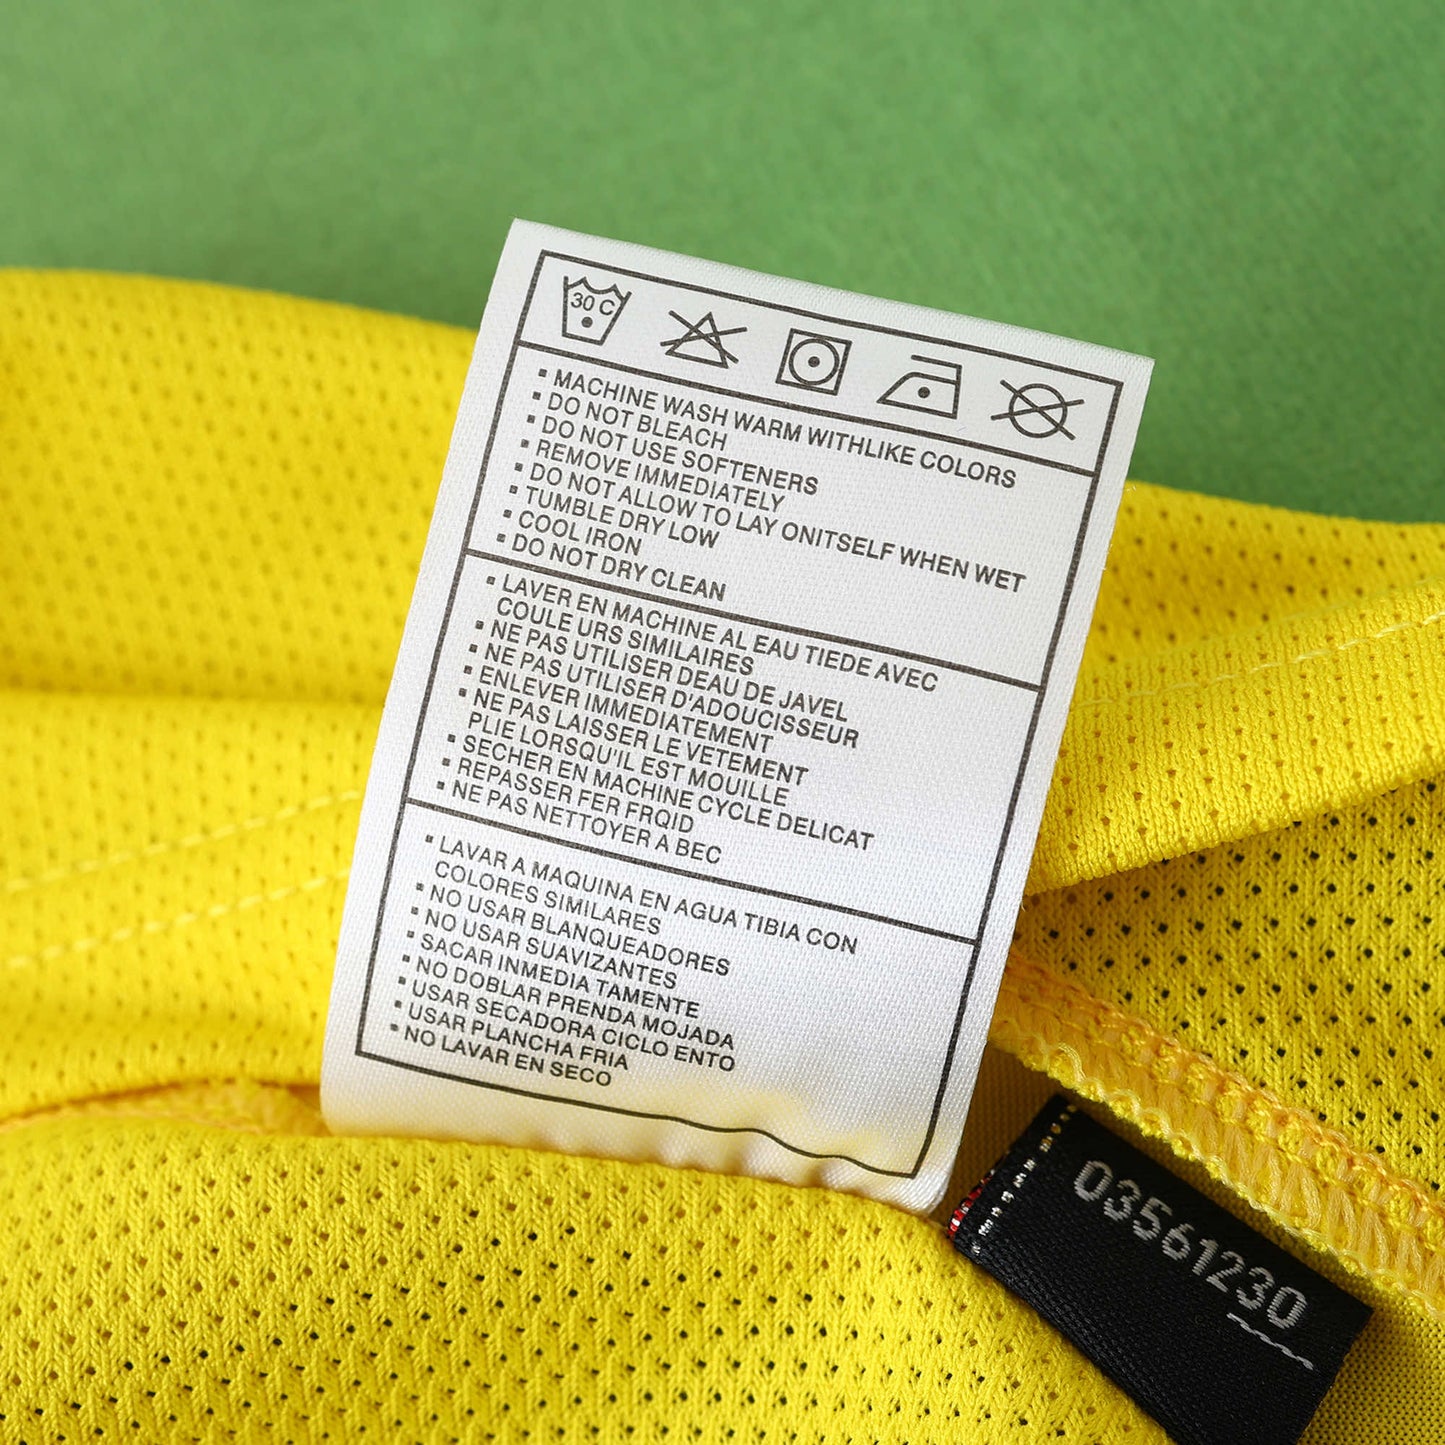 30 C
▪ MACHINE WASH WARM WITHLIKE COLORS
▪ DO NOT BLEACH
▪ DO NOT USE SOFTENERS
▪ REMOVE IMMEDIATELY
▪ DO NOT ALLOW TO LAY ONITSELF WHEN WET
▪ TUMBLE DRY LOW
▪ COOL IRON
▪ DO NOT DRY CLEAN
▪ LAVER EN MACHINE AL EAU TIEDE AVEC
COULE URS SIMILAIRES
▪ NE PAS UTILISER DEAU DE JAVEL
▪ NE PAS UTILISER D'ADOUCISSEUR
▪ ENLEVER IMMEDIATEMENT
▪ NE PAS LAISSER LE VETEMENT
PLIE LORSQU'IL EST MOUILLE
▪ SECHER EN MACHINE CYCLE DELICAT
▪ REPASSER FER FRQID
▪ NE PAS NETTOYER A BEC
▪ LAVAR A MAQUINA EN AGUA TIBIA CON
COLORES SIMILARES
▪ NO USAR BLANQUEADORES
▪ NO USAR SUAVIZANTES
▪ SACAR INMEDIA TAMENTE
▪ NO DOBLAR PRENDA MOJADA
▪ USAR SECADORA CICLO ENTO
▪ USAR PLANCHA FRIA
▪ NO LAVAR EN SECO
03561230